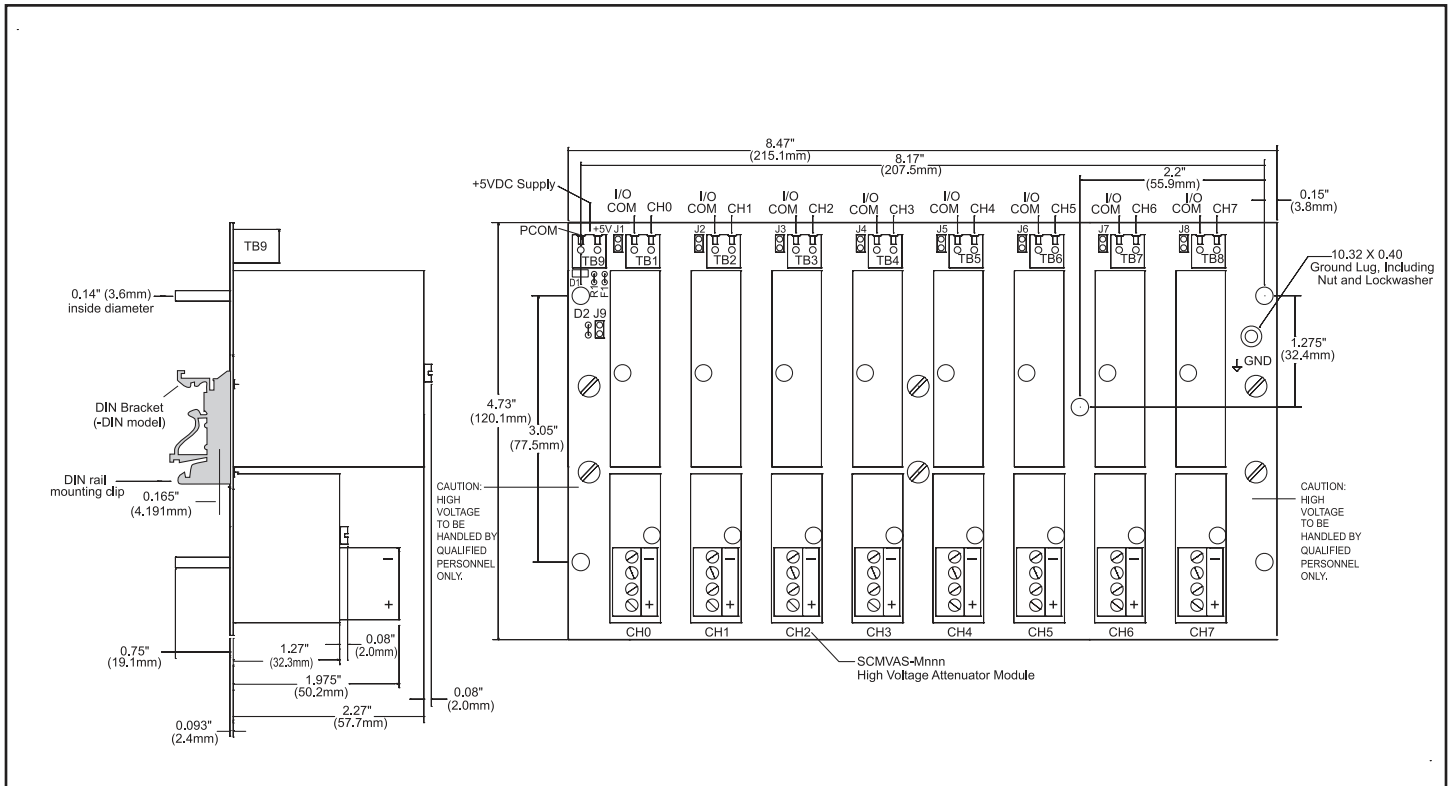 8.47"
(215.1mm)
8.17"
(207.5mm)
2.2"
(55.9mm)
0.15"
(3.8mm)
+5VDC Supply
I/O
COM CH0
I/O
COM CH1
I/O
COM CH2
I/O
COM CH3
I/O
COM CH4
I/O
COM CH5
I/O
COM CH6
I/O
COM CH7
PCOM
+5V
J1
J2
J3
J4
J5
J6
J7
J8
TB9
TB9
TB1
TB2
TB3
TB4
TB5
TB6
TB7
TB8
D1
R1
F1
D2 J9
10.32 X 0.40
Ground Lug, Including
Nut and Lockwasher
GND
1.275"
(32.4mm)
0.14" (3.6mm)
inside diameter
DIN Bracket
(-DIN model)
DIN rail
mounting clip
0.165"
(4.191mm)
4.73"
(120.1mm)
3.05"
(77.5mm)
CAUTION:
HIGH
VOLTAGE
TO BE
HANDLED BY
QUALIFIED
PERSONNEL
ONLY.
CAUTION:
HIGH
VOLTAGE
TO BE
HANDLED BY
QUALIFIED
PERSONNEL
ONLY.
–
+
– – – – – – – –
+ + + + + + + +
CH0 CH1 CH2 CH3 CH4 CH5 CH6 CH7
SCMVAS-Mnnn
High Voltage Attenuator Module
0.75"
(19.1mm)
1.27"
(32.3mm)
0.08"
(2.0mm)
1.975"
(50.2mm)
0.08"
(2.0mm)
2.27"
(57.7mm)
0.093"
(2.4mm)